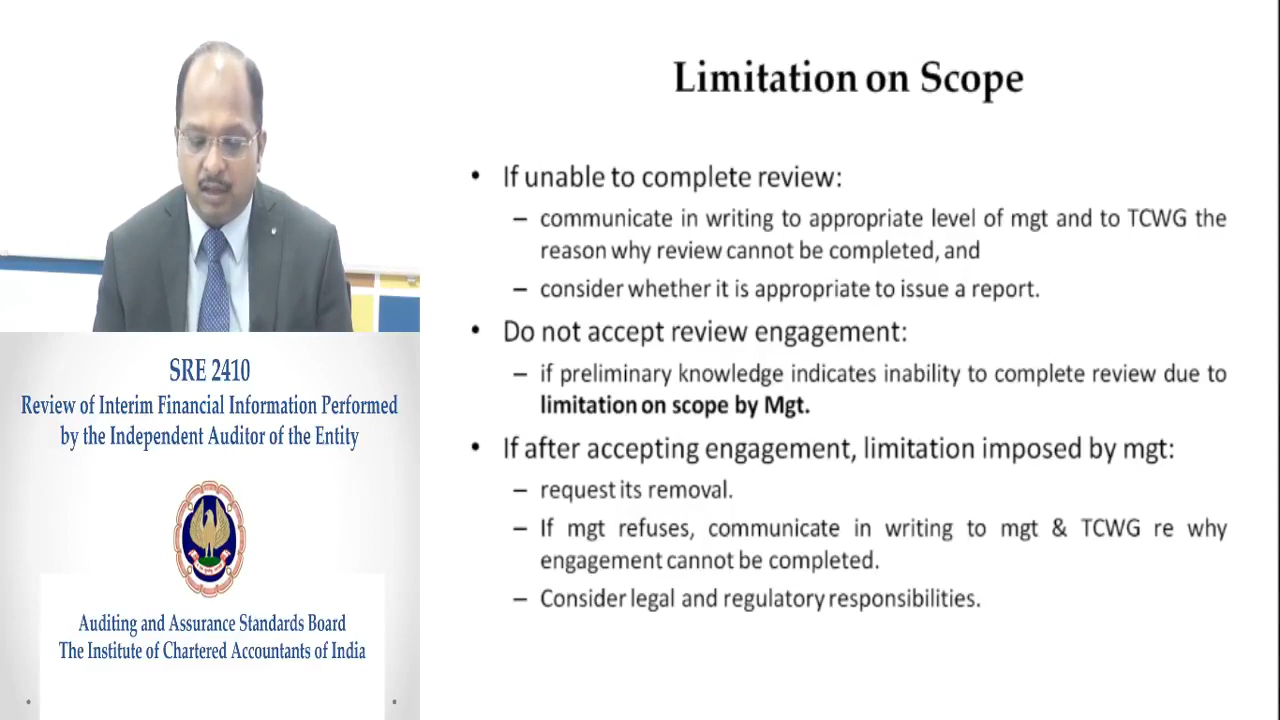 Limitation on Scope
• If unable to complete review:
– communicate in writing to appropriate level of mgt and to TCWG the
reason why review cannot be completed, and
– consider whether it is appropriate to issue a report.
• Do not accept review engagement:
– if preliminary knowledge indicates inability to complete review due to
limitation on scope by Mgt.
• If after accepting engagement, limitation imposed by mgt:
– request its removal.
– If mgt refuses, communicate in writing to mgt & TCWG re why
engagement cannot be completed.
– Consider legal and regulatory responsibilities.
SRE 2410
Review of Interim Financial Information Performed
by the Independent Auditor of the Entity
Auditing and Assurance Standards Board
The Institute of Chartered Accountants of India